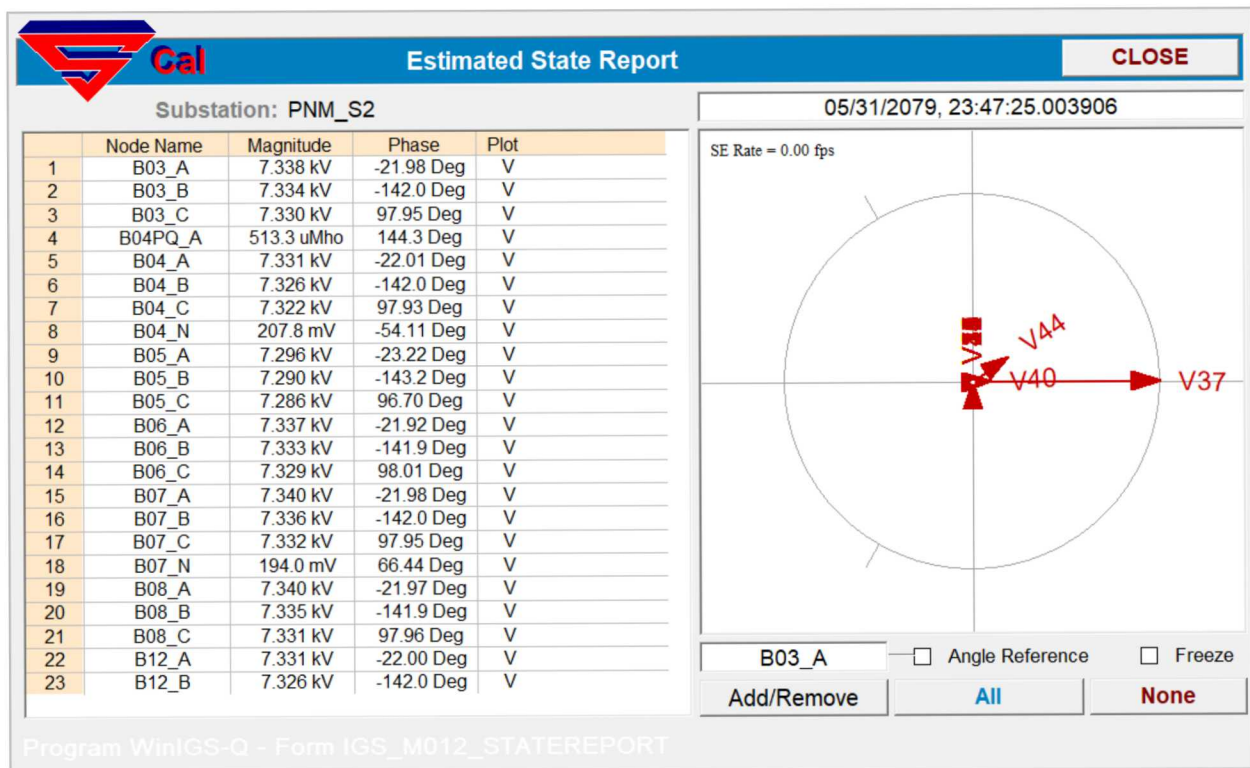 Cal
Estimated State Report
CLOSE
Substation: PNM_S2
05/31/2079, 23:47:25.003906
Node Name Magnitude Phase Plot
1 B03_A 7.338 kV -21.98 Deg V
2 B03_B 7.334 kV -142.0 Deg V
3 B03_C 7.330 kV 97.95 Deg V
4 B04PQ_A 513.3 uMho 144.3 Deg V
5 B04_A 7.331 kV -22.01 Deg V
6 B04_B 7.326 kV -142.0 Deg V
7 B04_C 7.322 kV 97.93 Deg V
8 B04_N 207.8 mV -54.11 Deg V
9 B05_A 7.296 kV -23.22 Deg V
10 B05_B 7.290 kV -143.2 Deg V
11 B05_C 7.286 kV 96.70 Deg V
12 B06_A 7.337 kV -21.92 Deg V
13 B06_B 7.333 kV -141.9 Deg V
14 B06_C 7.329 kV 98.01 Deg V
15 B07_A 7.340 kV -21.98 Deg V
16 B07_B 7.336 kV -142.0 Deg V
17 B07_C 7.332 kV 97.95 Deg V
18 B07_N 194.0 mV 66.44 Deg V
19 B08_A 7.340 kV -21.97 Deg V
20 B08_B 7.335 kV -141.9 Deg V
21 B08_C 7.331 kV 97.96 Deg V
22 B12_A 7.331 kV -22.00 Deg V
23 B12_B 7.326 kV -142.0 Deg V
SE Rate = 0.00 fps
V44
V40
V37
B03_A
Angle Reference
Freeze
Add/Remove
All
None
Program WinIGS-Q - Form IGS_M012_STATEREPORT